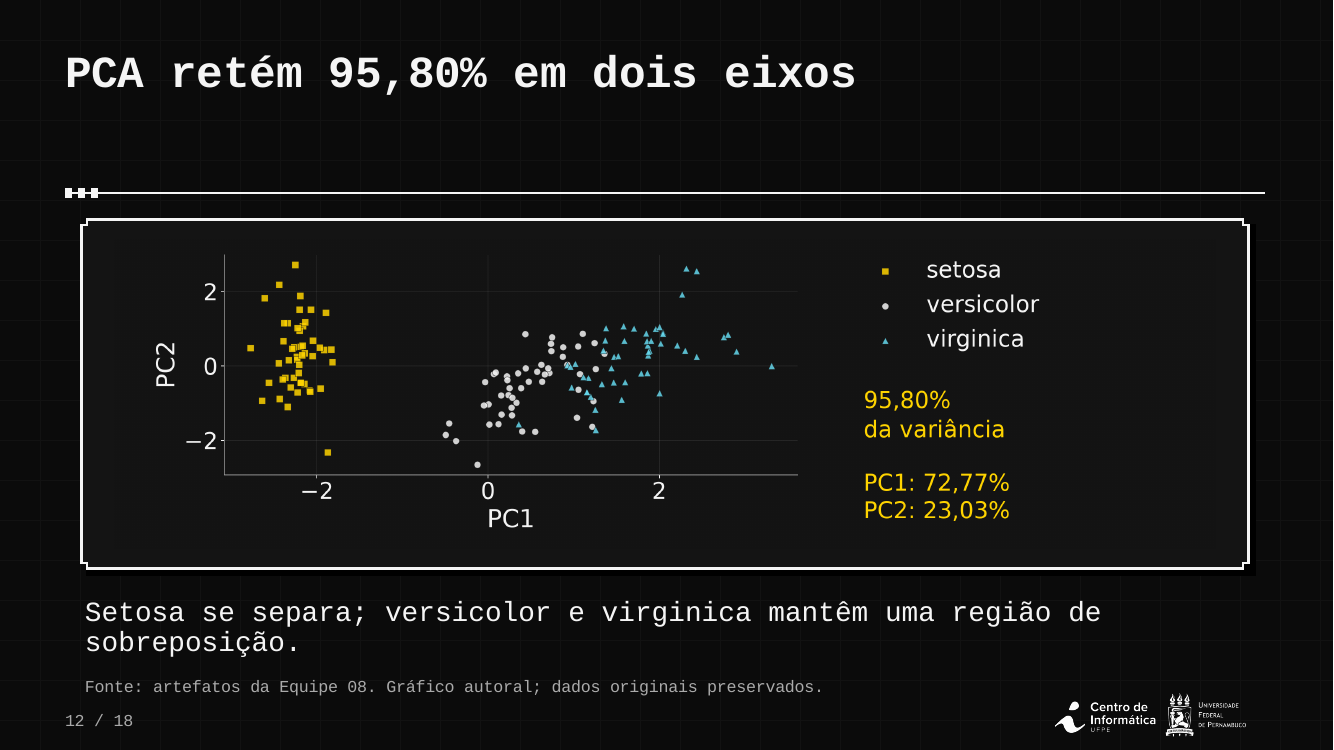 PCA retém 95,80% em dois eixos
setosa
versicolor
virginica
2
0
−2
PC2
−2
0
2
PC1
95,80%
da variância
PC1: 72,77%
PC2: 23,03%
Setosa se separa; versicolor e virginica mantêm uma região de
sobreposição.
Fonte: artefatos da Equipe 08. Gráfico autoral; dados originais preservados.
12 / 18
Centro de
Informática
UFPE
Universidade
Federal
de Pernambuco